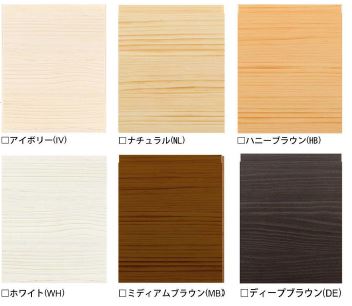 □アイボリー(IV)
□ナチュラル(NL)
□ハニーブラウン(HB)
□ホワイト(WH)
□ミディアムブラウン(MB)
□ディープブラウン(DE)